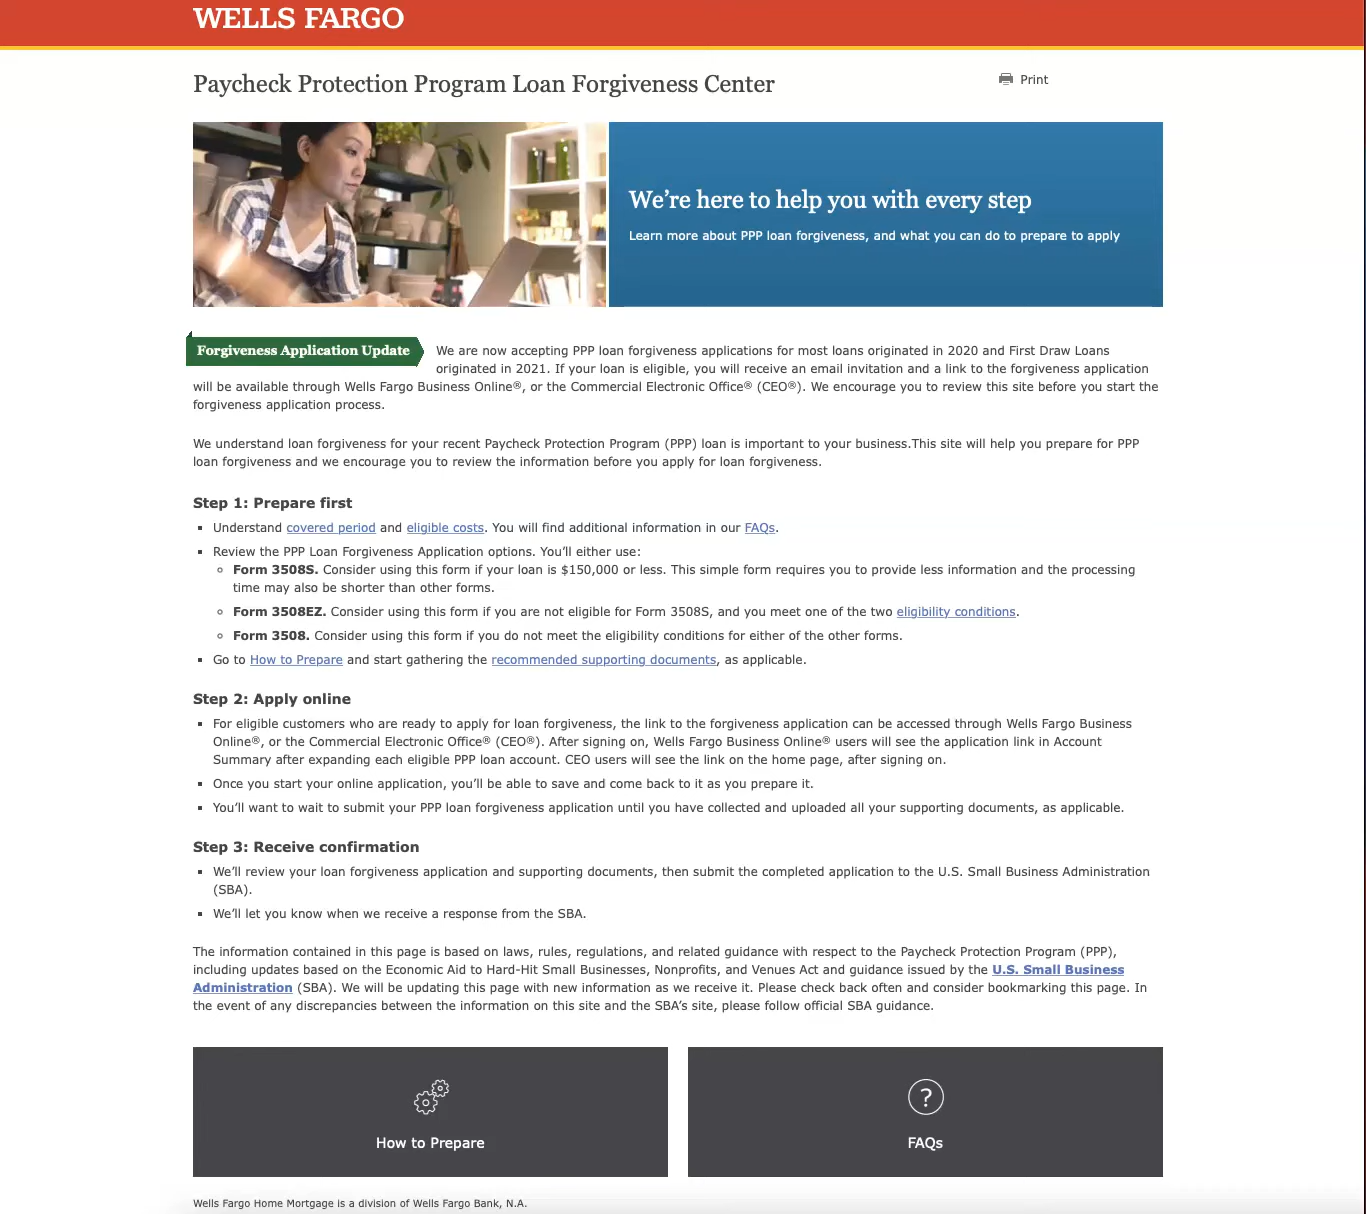 WELLS FARGO
Paycheck Protection Program Loan Forgiveness Center
Print
We're here to help you with every step
Learn more about PPP loan forgiveness, and what you can do to prepare to apply
Forgiveness Application Update
We are now accepting PPP loan forgiveness applications for most loans originated in 2020 and First Draw Loans
originated in 2021. If your loan is eligible, you will receive an email invitation and a link to the forgiveness application
will be available through Wells Fargo Business Online®, or the Commercial Electronic Office® (CEO®). We encourage you to review this site before you start the
forgiveness application process.
We understand loan forgiveness for your recent Paycheck Protection Program (PPP) loan is important to your business.This site will help you prepare for PPP
loan forgiveness and we encourage you to review the information before you apply for loan forgiveness.
Step 1: Prepare first
▪ Understand covered period and eligible costs. You will find additional information in our FAQs.
▪ Review the PPP Loan Forgiveness Application options. You'll either use:
◦ Form 3508S. Consider using this form if your loan is $150,000 or less. This simple form requires you to provide less information and the processing
time may also be shorter than other forms.
◦ Form 3508EZ. Consider using this form if you are not eligible for Form 3508S, and you meet one of the two eligibility conditions.
◦ Form 3508. Consider using this form if you do not meet the eligibility conditions for either of the other forms.
▪ Go to How to Prepare and start gathering the recommended supporting documents, as applicable.
Step 2: Apply online
▪ For eligible customers who are ready to apply for loan forgiveness, the link to the forgiveness application can be accessed through Wells Fargo Business
Online®, or the Commercial Electronic Office® (CEO®). After signing on, Wells Fargo Business Online® users will see the application link in Account
Summary after expanding each eligible PPP loan account. CEO users will see the link on the home page, after signing on.
▪ Once you start your online application, you'll be able to save and come back to it as you prepare it.
▪ You'll want to wait to submit your PPP loan forgiveness application until you have collected and uploaded all your supporting documents, as applicable.
Step 3: Receive confirmation
▪ We'll review your loan forgiveness application and supporting documents, then submit the completed application to the U.S. Small Business Administration
(SBA).
▪ We'll let you know when we receive a response from the SBA.
The information contained in this page is based on laws, rules, regulations, and related guidance with respect to the Paycheck Protection Program (PPP),
including updates based on the Economic Aid to Hard-Hit Small Businesses, Nonprofits, and Venues Act and guidance issued by the U.S. Small Business
Administration (SBA). We will be updating this page with new information as we receive it. Please check back often and consider bookmarking this page. In
the event of any discrepancies between the information on this site and the SBA's site, please follow official SBA guidance.
How to Prepare
?
FAQs
Wells Fargo Home Mortgage is a division of Wells Fargo Bank, N.A.